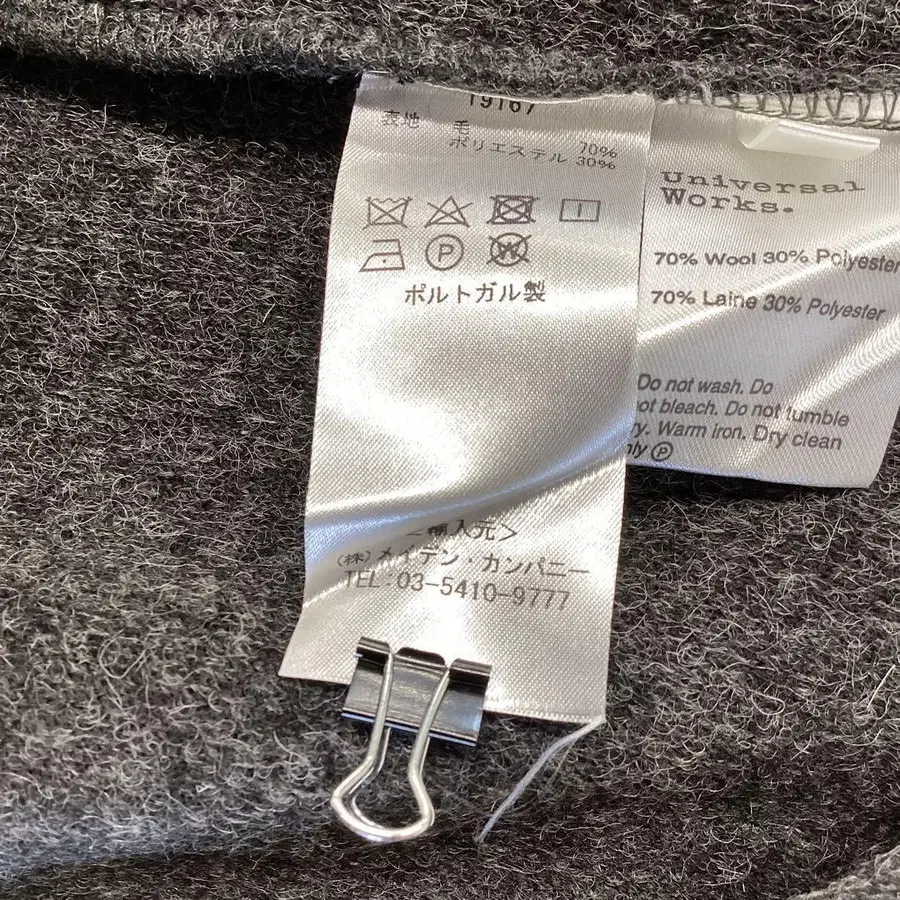 19167
表地 毛 70%
ポリエステル 30%
P W
ポルトガル製
<輸入元>
(株)メイデン・カンパニー
TEL:03-5410-9777
Universal
Works.
70% Wool 30% Polyester
70% Laine 30% Polyester
Do not wash. Do
not bleach. Do not tumble
ry. Warm iron. Dry clean
nly P